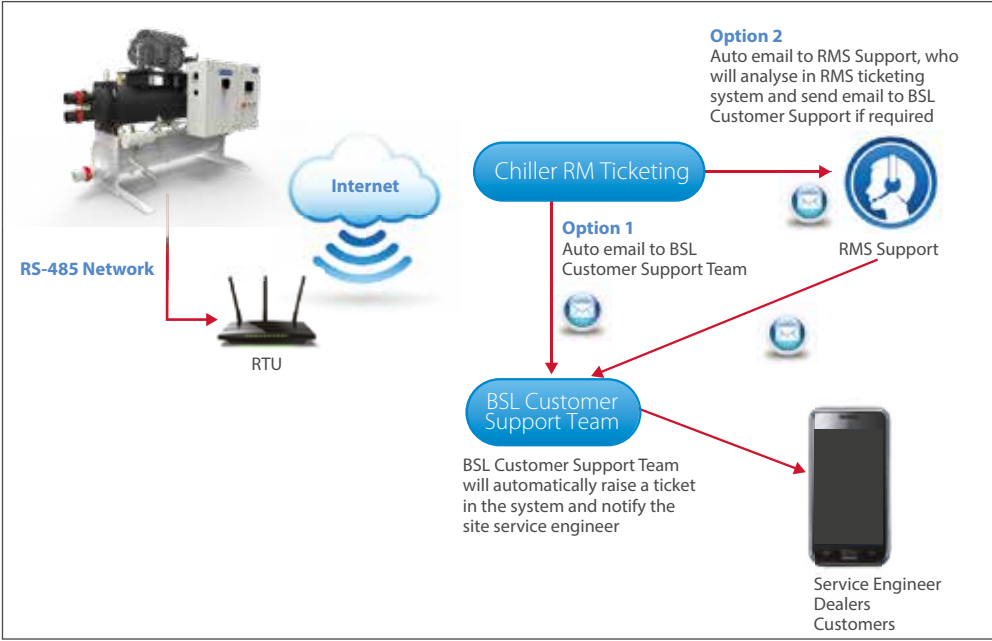 Option 2
Auto email to RMS Support, who
will analyse in RMS ticketing
system and send email to BSL
Customer Support if required
Chiller RM Ticketing
Internet
Option 1
Auto email to BSL
Customer Support Team
RMS Support
RS-485 Network
RTU
BSL Customer
Support Team
BSL Customer Support Team
will automatically raise a ticket
in the system and notify the
site service engineer
Service Engineer
Dealers
Customers